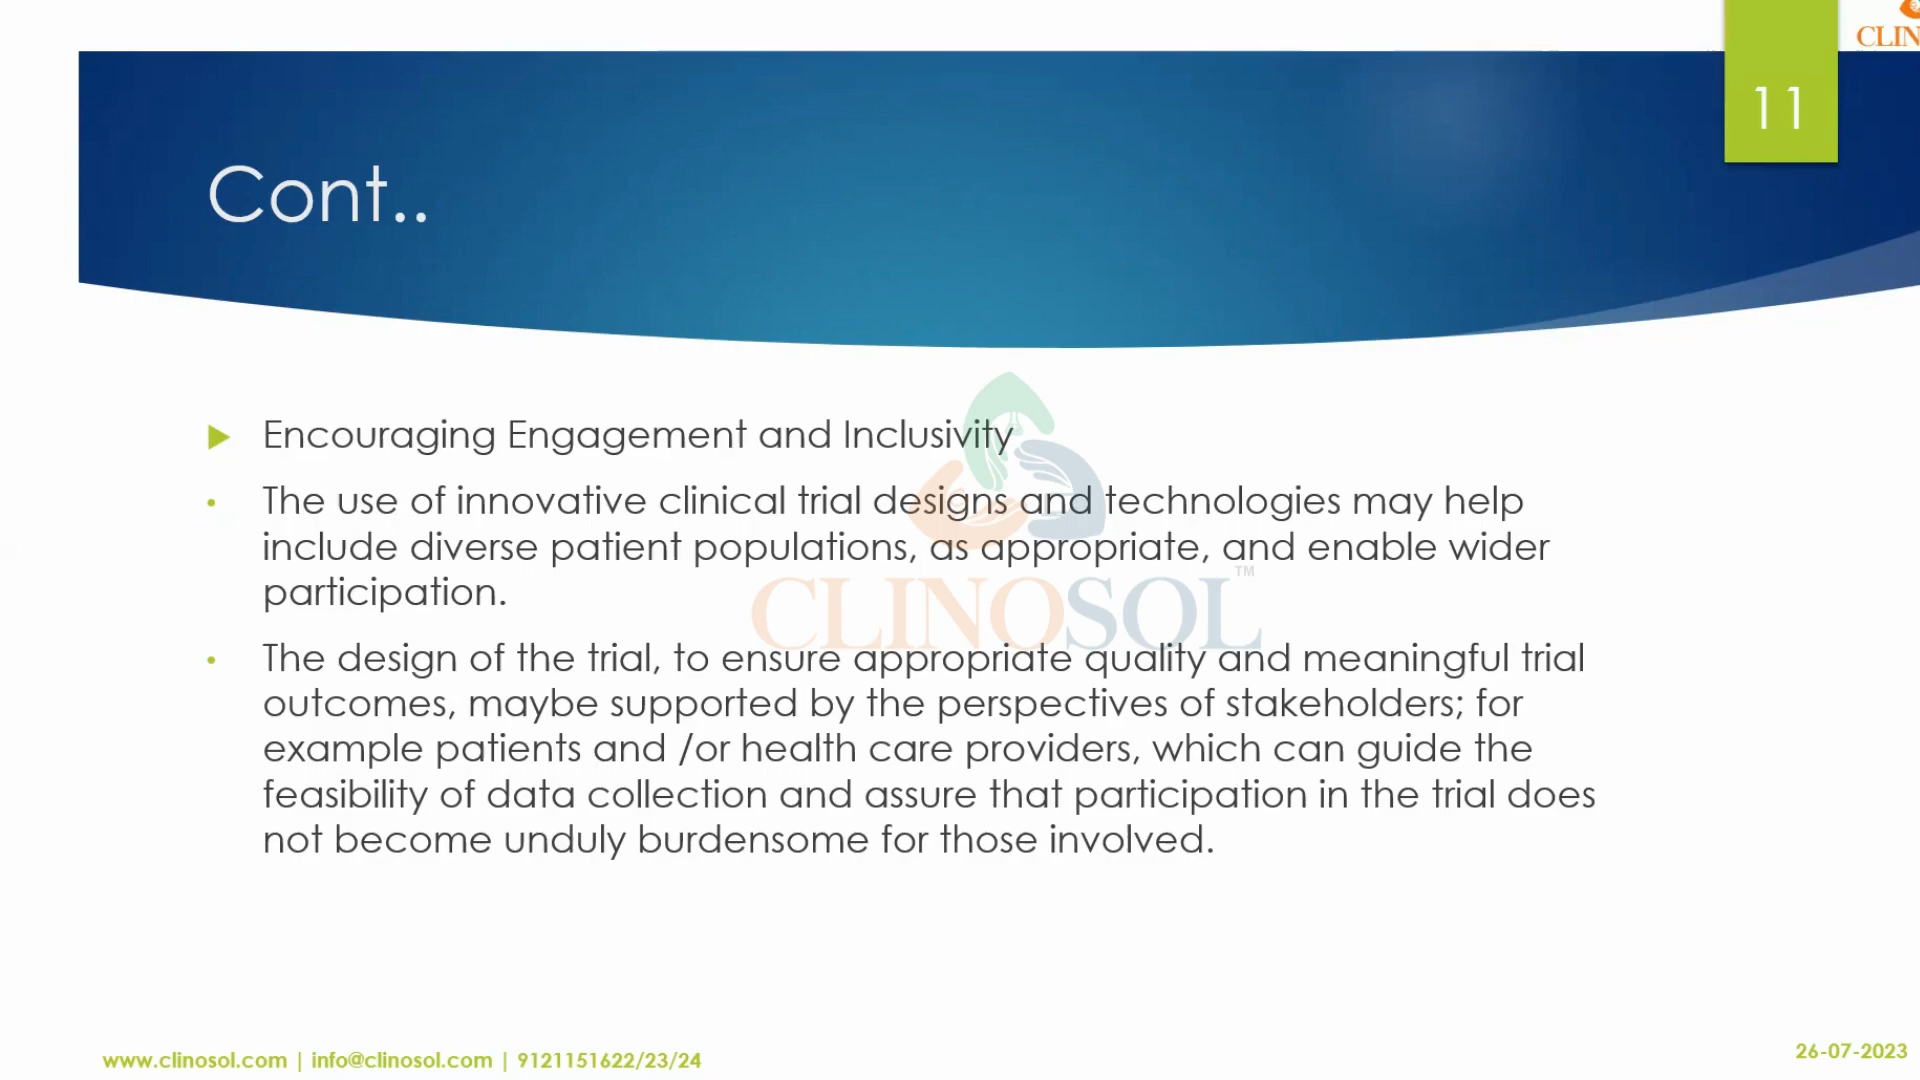 CLIN
11
Cont..
Encouraging Engagement and Inclusivity
The use of innovative clinical trial designs and technologies may help
include diverse patient populations, as appropriate, and enable wider
participation.
CLINOSOL™
The design of the trial, to ensure appropriate quality and meaningful trial
outcomes, maybe supported by the perspectives of stakeholders; for
example patients and /or health care providers, which can guide the
feasibility of data collection and assure that participation in the trial does
not become unduly burdensome for those involved.
www.clinosol.com | info@clinosol.com | 9121151622/23/24
26-07-2023